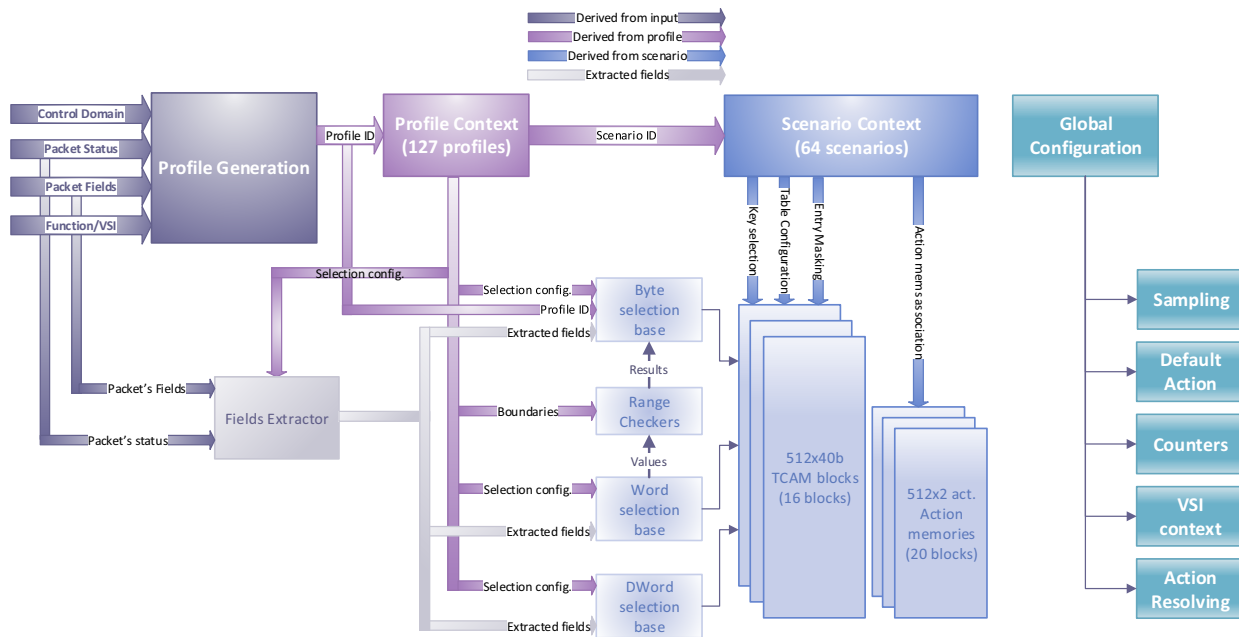 Derived from input
Derived from profile
Derived from scenario
Extracted fields
Control Domain
Packet Status
Packet Fields
Function/VSI
Profile Generation
Profile ID
Profile Context
(127 profiles)
Scenario ID
Scenario Context
(64 scenarios)
Global
Configuration
Key selection
Table Configuration
Entry Masking
Action mems association
Selection config.
Selection config.
Profile ID
Extracted fields
Byte
selection
base
Sampling
Results
Packet's Fields
Packet's status
Fields Extractor
Boundaries
Range
Checkers
Default
Action
Values
Counters
512x40b
TCAM blocks
(16 blocks)
512x2 act.
Action
memories
(20 blocks)
Selection config.
Extracted fields
Word
selection
base
VSI
context
Selection config.
Extracted fields
DWord
selection
base
Action
Resolving